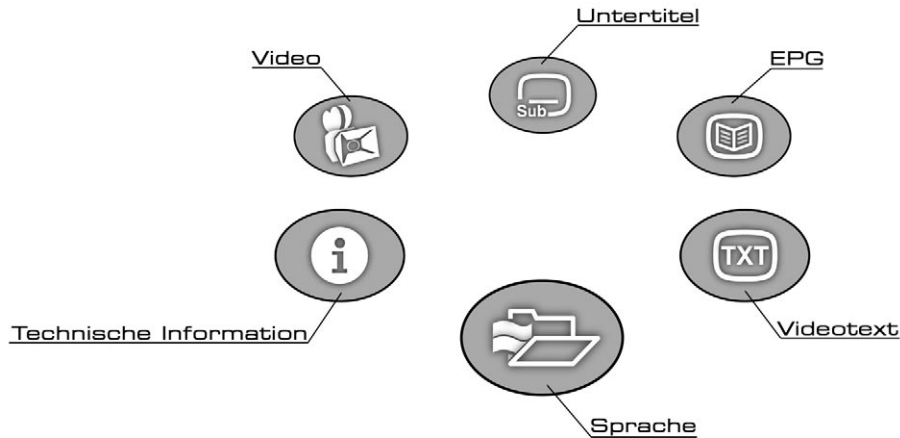 Untertitel
Video
EPG
Sub
i
TXT
Technische Information
Videotext
Sprache